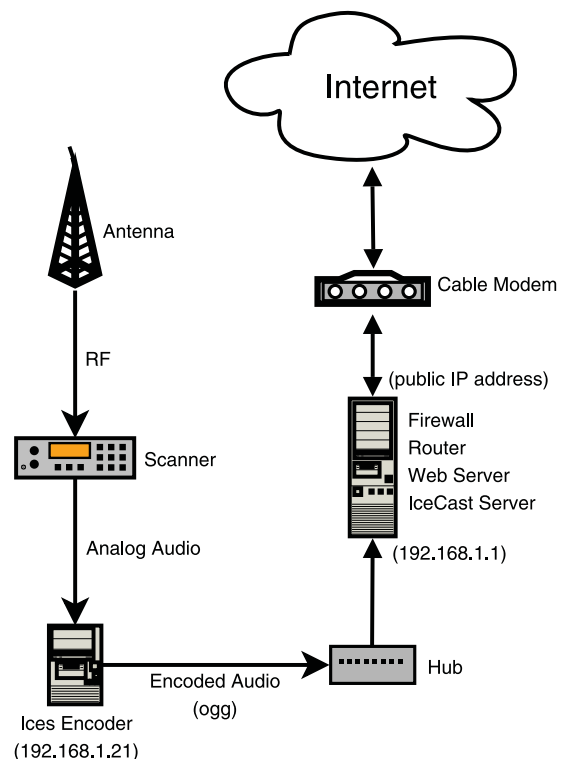 Internet
Antenna
Cable Modem
RF
(public IP address)
Firewall
Router
Scanner
Web Server
IceCast Server
Analog Audio
(192.168.1.1)
Encoded Audio
(ogg)
Hub
Ices Encoder
(192.168.1.21)